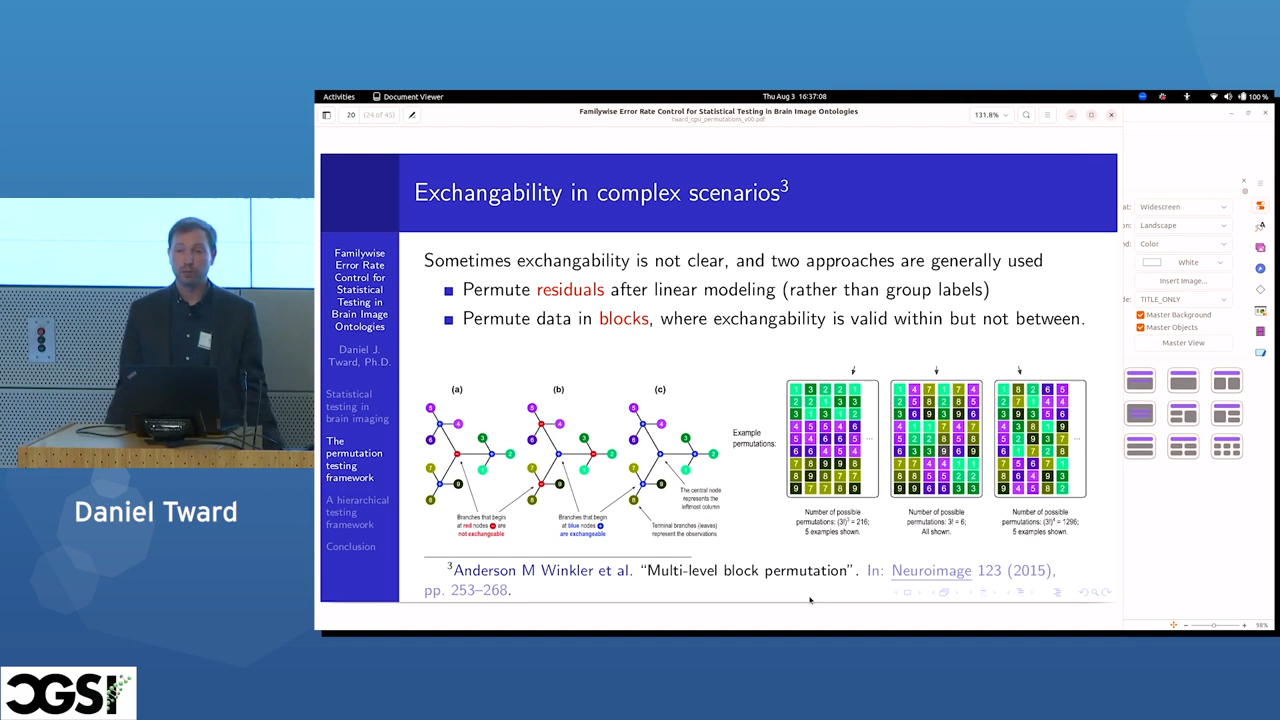 Activities
Document Viewer
Thu Aug 3 16:37:08
100 %
20
(24 of 45)
Familywise Error Rate Control for Statistical Testing in Brain Image Ontologies
tward_cgsi_permutations_v00.pdf
131.8%
Exchangability in complex scenarios3
Familywise
Error Rate
Control for
Statistical
Testing in
Brain Image
Ontologies
Daniel J.
Tward, Ph.D.
Statistical
testing in
brain imaging
The
permutation
testing
framework
A hierarchical
testing
framework
Conclusion
Sometimes exchangability is not clear, and two approaches are generally used
Permute residuals after linear modeling (rather than group labels)
Permute data in blocks, where exchangability is valid within but not between.
(a)
(b)
(c)
Branches that begin
at red nodes are
not exchangeable
Branches that begin
at blue nodes
are exchangeable
The central node
represents the
leftmost column
Terminal branches (leaves)
represent the observations
Example
permutations:
Number of possible
permutations: (3!)³ = 216;
5 examples shown.
Number of possible
permutations: 3! = 6;
All shown.
Number of possible
permutations: (3!)⁴ = 1296;
5 examples shown.
3Anderson M Winkler et al. “Multi-level block permutation”. In: Neuroimage 123 (2015),
pp. 253–268.
Widescreen
Landscape
Color
White
Insert Image...
TITLE_ONLY
Master Background
Master Objects
Master View
98%
Daniel Tward
CGSI